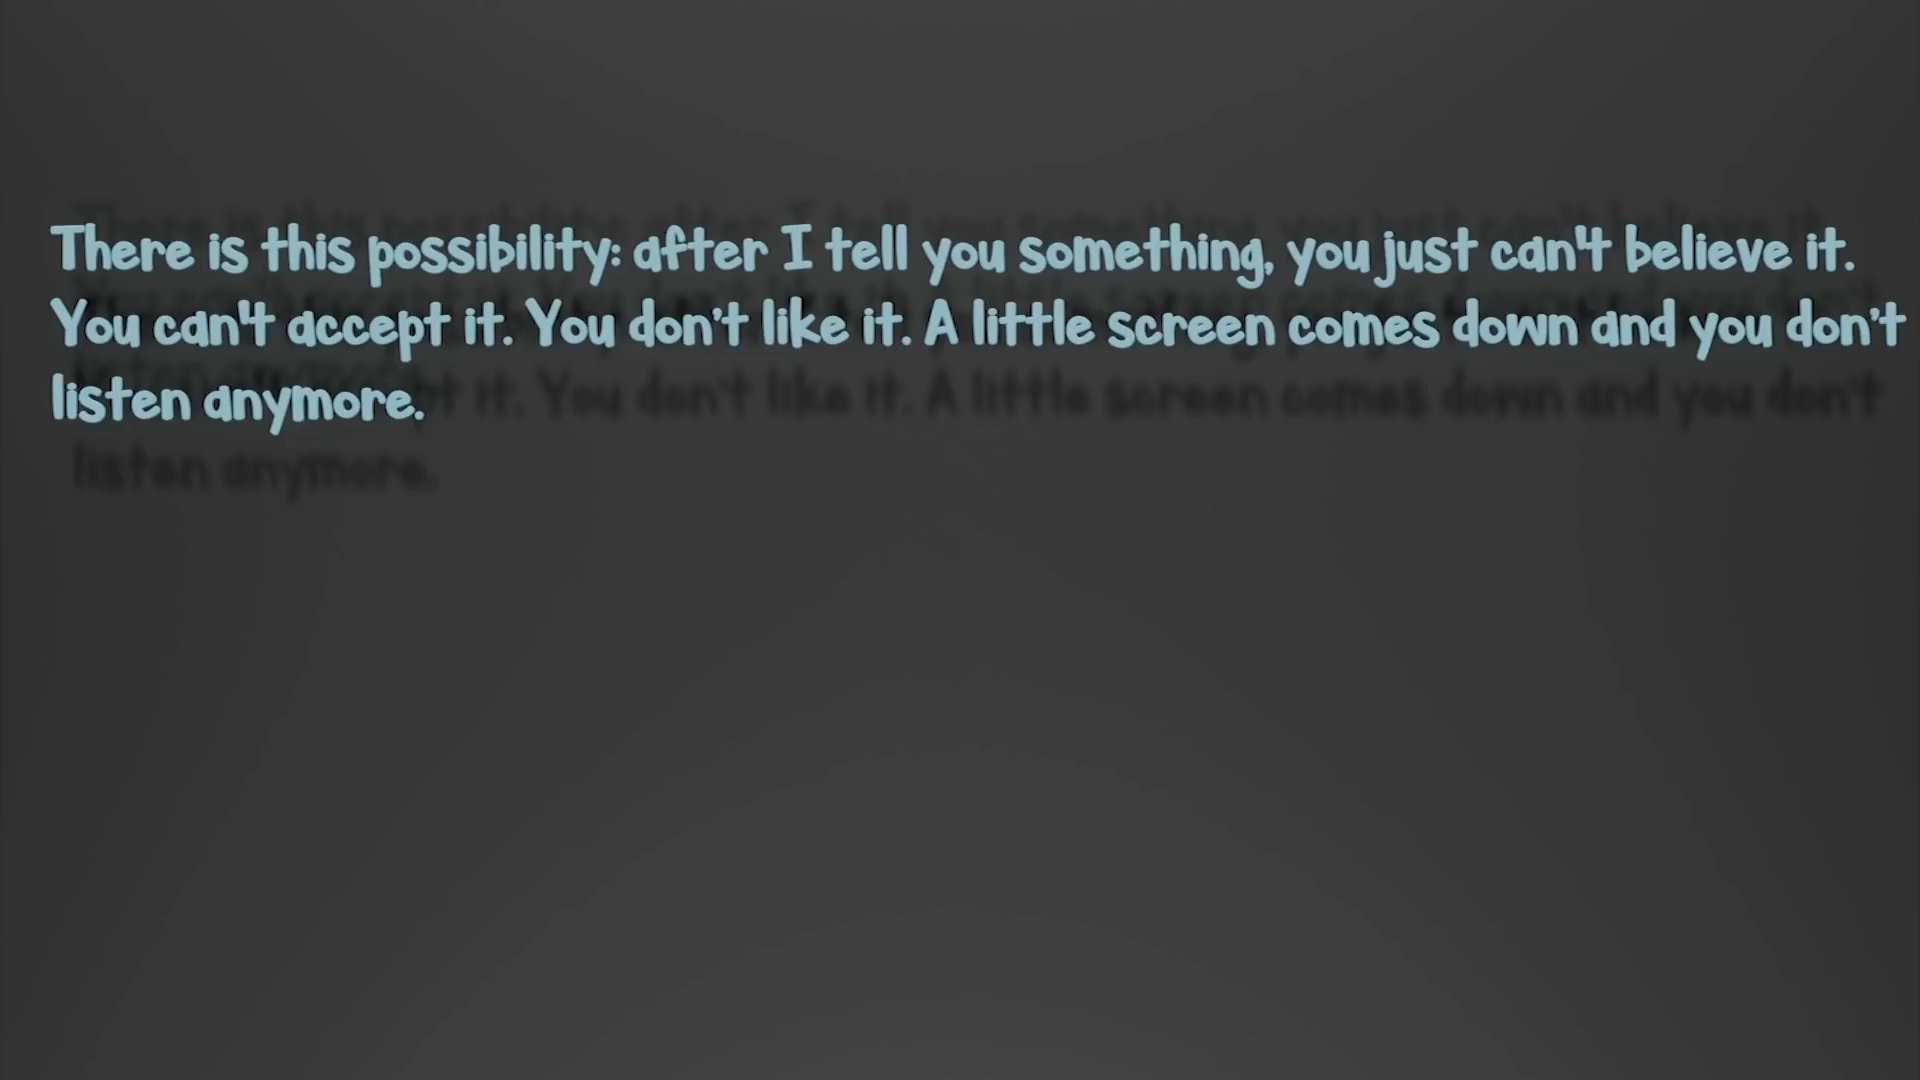 There is this possibility: after I tell you something, you just can't believe it.
You can't accept it. You don't like it. A little screen comes down and you don't
listen anymore.